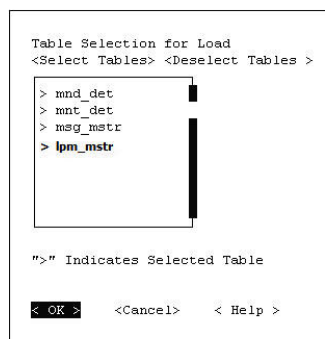 Table Selection for Load
<Select Tables> <Deselect Tables >
> mnd_det
> mnt_det
> msg_mstr
> lpm_mstr
">" Indicates Selected Table
< OK > <Cancel> < Help >